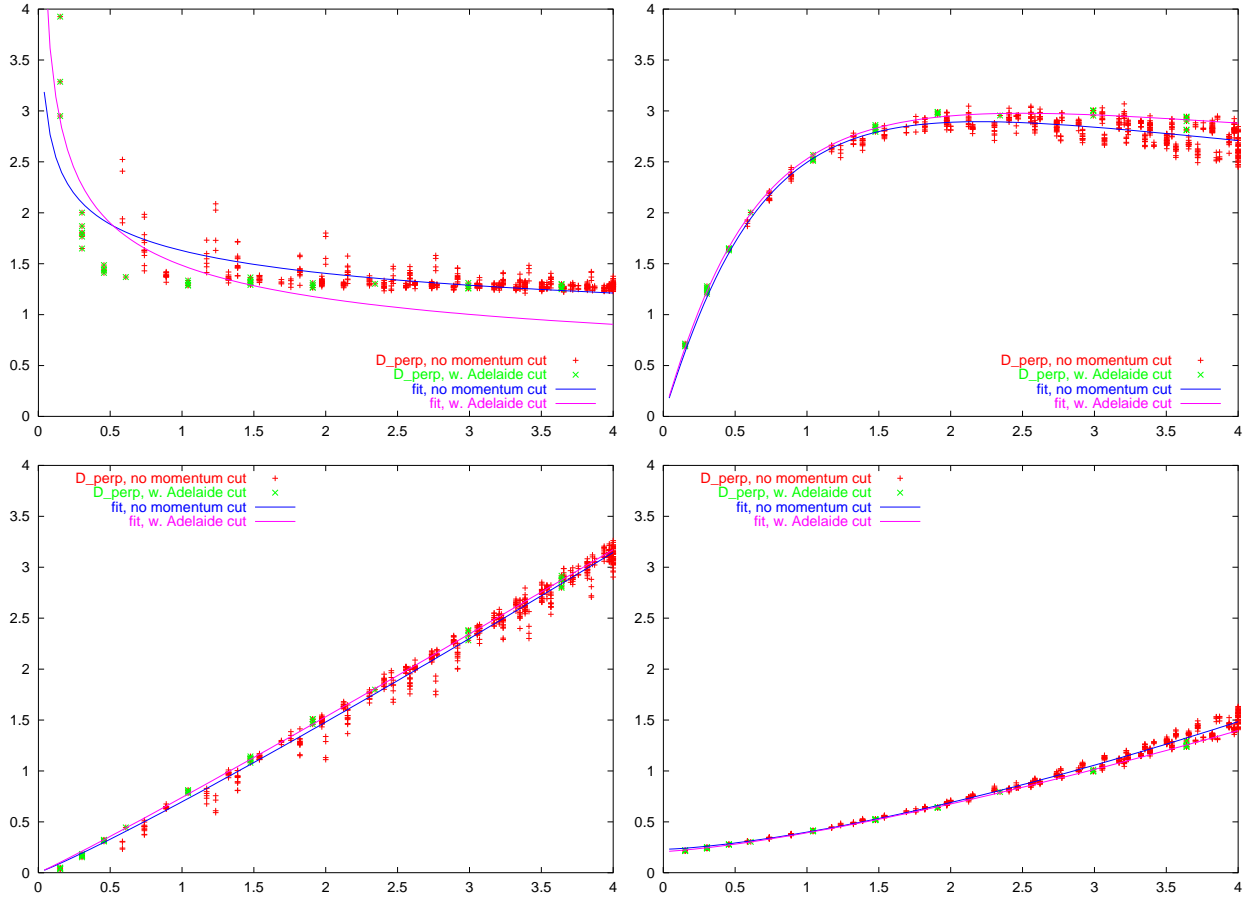 4
3.5
3
2.5
2
1.5
1
0.5
0
D_perp, no momentum cut
D_perp, w. Adelaide cut
fit, no momentum cut
fit, w. Adelaide cut
0 0.5 1 1.5 2 2.5 3 3.5 4
4
3.5
3
2.5
2
1.5
1
0.5
0
D_perp, no momentum cut
D_perp, w. Adelaide cut
fit, no momentum cut
fit, w. Adelaide cut
0 0.5 1 1.5 2 2.5 3 3.5 4
4
D_perp, no momentum cut
D_perp, w. Adelaide cut
fit, no momentum cut
fit, w. Adelaide cut
3.5
3
2.5
2
1.5
1
0.5
0
0 0.5 1 1.5 2 2.5 3 3.5 4
4
D_perp, no momentum cut
D_perp, w. Adelaide cut
fit, no momentum cut
fit, w. Adelaide cut
3.5
3
2.5
2
1.5
1
0.5
0
0 0.5 1 1.5 2 2.5 3 3.5 4